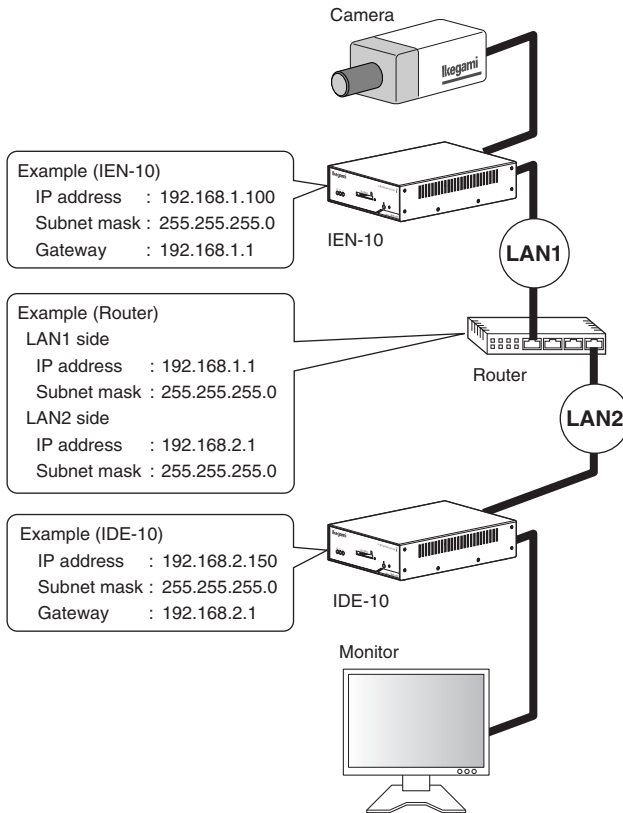 Camera
Ikegami
Example (IEN-10)
IP address : 192.168.1.100
Subnet mask : 255.255.255.0
Gateway : 192.168.1.1
Ikegami
IEN-10
LAN1
Example (Router)
LAN1 side
IP address : 192.168.1.1
Subnet mask : 255.255.255.0
LAN2 side
IP address : 192.168.2.1
Subnet mask : 255.255.255.0
Router
LAN2
Example (IDE-10)
IP address : 192.168.2.150
Subnet mask : 255.255.255.0
Gateway : 192.168.2.1
Ikegami
IDE-10
Monitor